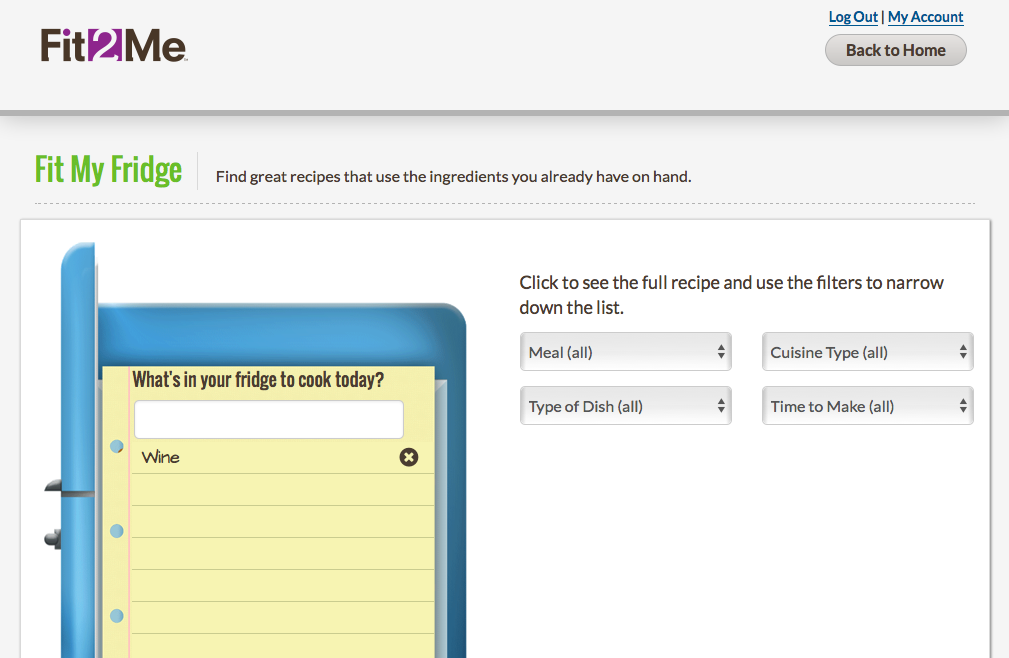 Log Out | My Account
Fit2Me™
Back to Home
Fit My Fridge
Find great recipes that use the ingredients you already have on hand.
Click to see the full recipe and use the filters to narrow
down the list.
Meal (all)
Cuisine Type (all)
Type of Dish (all)
Time to Make (all)
What's in your fridge to cook today?
Wine